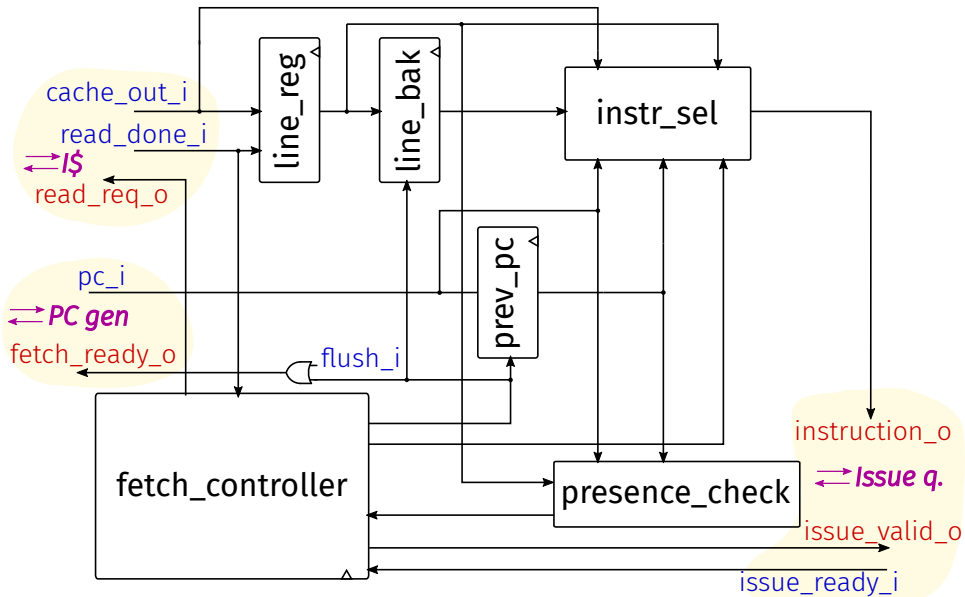 cache_out_i
line_reg
line_bak
instr_sel
read_done_i
I$
read_req_o
pc_i
prev_pc
PC gen
fetch_ready_o
flush_i
instruction_o
fetch_controller
presence_check
Issue q.
issue_valid_o
issue_ready_i